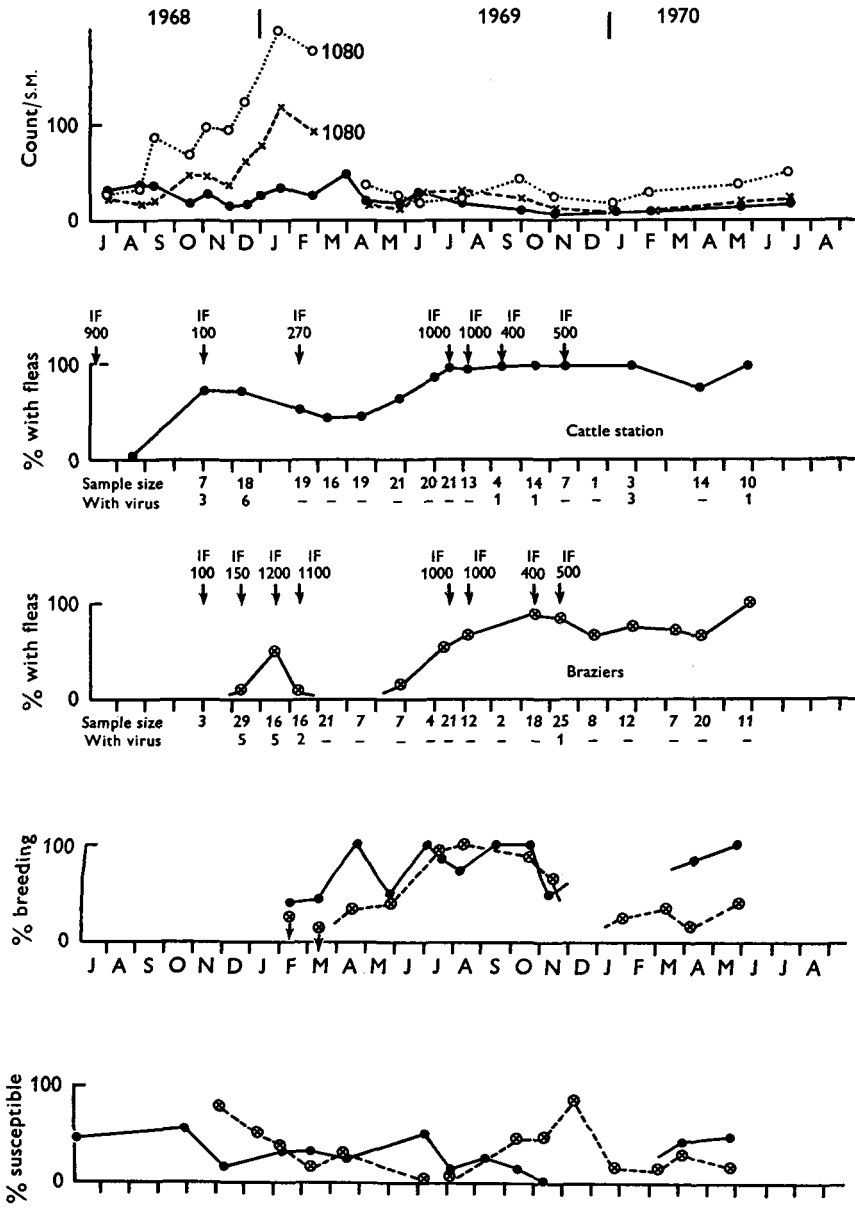 1968 1969 1970
Count/S.M.
1080
1080
100
0
J A S O N D J F M A M J J A S O N D J F M A M J J A
IF IF IF IF IF IF IF
900 100 270 1000 1000 400 500
% with fleas
100
0
Cattle station
Sample size 7 18 19 16 19 21 20 21 13 4 14 7 1 3 14 10
With virus 3 6 – – – – – – – 1 1 – – 3 – 1
IF IF IF IF IF IF IF IF
100 150 1200 1100 1000 1000 400 500
% with fleas
100
0
Braziers
Sample size 3 29 16 16 21 7 7 4 21 12 2 18 25 8 12 7 20 11
With virus – 5 5 2 – – – – – – – – 1 – – – – –
% breeding
100
0
J A S O N D J F M A M J J A S O N D J F M A M J J A
% susceptible
100
0